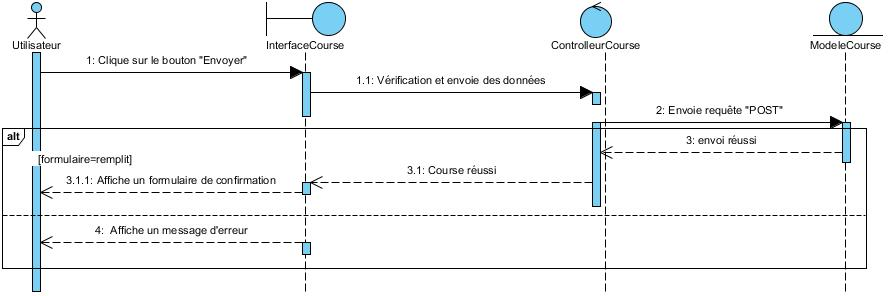 Utilisateur
InterfaceCourse
ControlleurCourse
ModeleCourse
1: Clique sur le bouton "Envoyer"
1.1: Vérification et envoie des données
2: Envoie requête "POST"
alt
3: envoi réussi
[formulaire=remplit]
3.1: Course réussi
3.1.1: Affiche un formulaire de confirmation
4: Affiche un message d'erreur